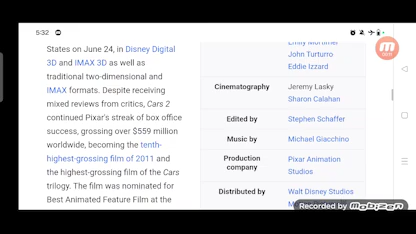 5:32
States on June 24, in Disney Digital
3D and IMAX 3D as well as
traditional two-dimensional and
IMAX formats. Despite receiving
mixed reviews from critics, Cars 2
continued Pixar's streak of box office
success, grossing over $559 million
worldwide, becoming the tenth-
highest-grossing film of 2011 and
the highest-grossing film of the Cars
trilogy. The film was nominated for
Best Animated Feature Film at the
Emily Mortimer
John Turturro
Eddie Izzard
Cinematography Jeremy Lasky
Sharon Calahan
Edited by Stephen Schaffer
Music by Michael Giacchino
Production Pixar Animation
company Studios
Distributed by Walt Disney Studios
Recorded by MOBIZEN